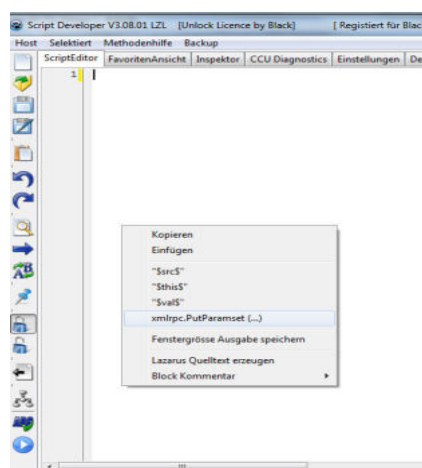 Script Developer V3.08.01 LZL [Unlock Licence by Black] [ Registiert für Blac
Host Selektiert Methodenhilfe Backup
ScriptEditor FavoritenAnsicht Inspektor CCU Diagnostics Einstellungen De
1
Kopieren
Einfügen
"$src$"
"$this$"
"$val$"
xmlrpc.PutParamset (...)
Fenstergrösse Ausgabe speichern
Lazarus Quelltext erzeugen
Block Kommentar